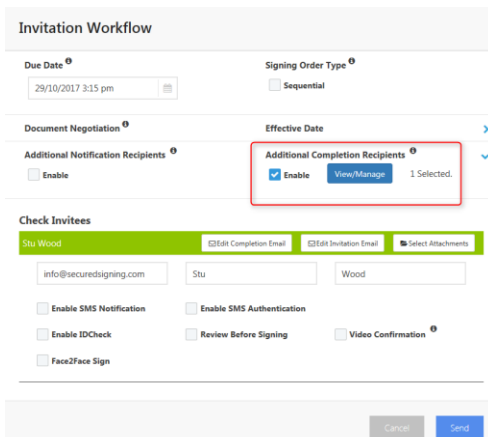 Invitation Workflow
Due Date
Signing Order Type
29/10/2017 3:15 pm
Sequential
Document Negotiation
Effective Date
Additional Notification Recipients
Additional Completion Recipients
Enable
Enable View/Manage 1 Selected.
Check Invitees
Stu Wood Edit Completion Email Edit Invitation Email Select Attachments
info@securedsigning.com Stu Wood
Enable SMS Notification Enable SMS Authentication
Enable IDCheck Review Before Signing Video Confirmation
Face2Face Sign
Cancel Send